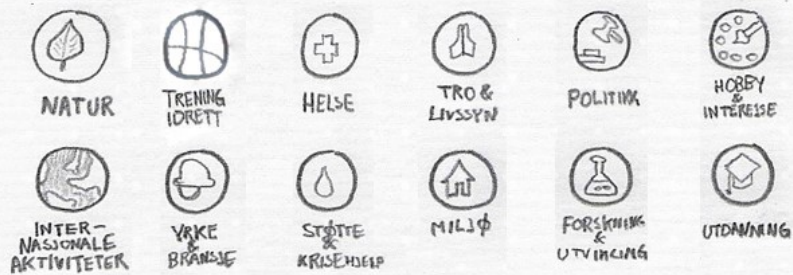 NATUR
TRENING
IDRETT
HELSE
TRO &
LIVSSYN
POLITIKK
HOBBY
&
INTERESSE
INTER-
NASJONALE
AKTIVITETER
YRKE
&
BRANSJE
STØTTE
&
KRISEHJELP
MILJØ
FORSKNING
&
UTVIKLING
UTDANNING